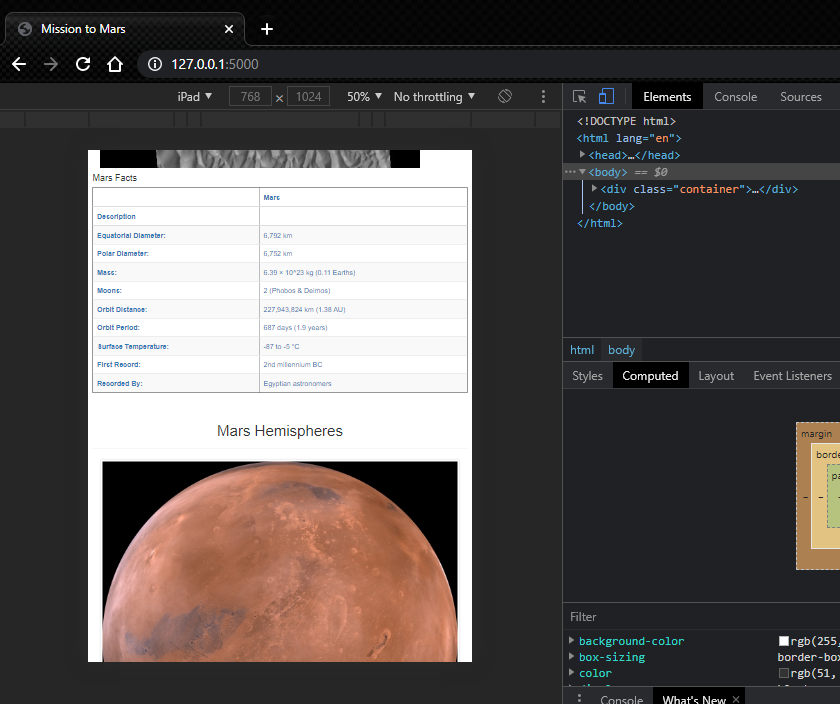 Mission to Mars
127.0.0.1:5000
iPad ▼ 768 × 1024 50% ▼ No throttling ▼
Elements Console Sources
<!DOCTYPE html>
<html lang="en">
<head>…</head>
<body> == $0
<div class="container">…</div>
</body>
</html>
Mars Facts
Mars
Description
Equatorial Diameter: 6,792 km
Polar Diameter: 6,752 km
Mass: 6.39 × 10^23 kg (0.11 Earths)
Moons: 2 (Phobos & Deimos)
Orbit Distance: 227,943,824 km (1.38 AU)
Orbit Period: 687 days (1.9 years)
Surface Temperature: -87 to -5 °C
First Record: 2nd millennium BC
Recorded By: Egyptian astronomers
Mars Hemispheres
html body
Styles Computed Layout Event Listeners
margin
borde
pa
Filter
background-color rgb(255,
box-sizing border-box
color rgb(51,
Console What's New